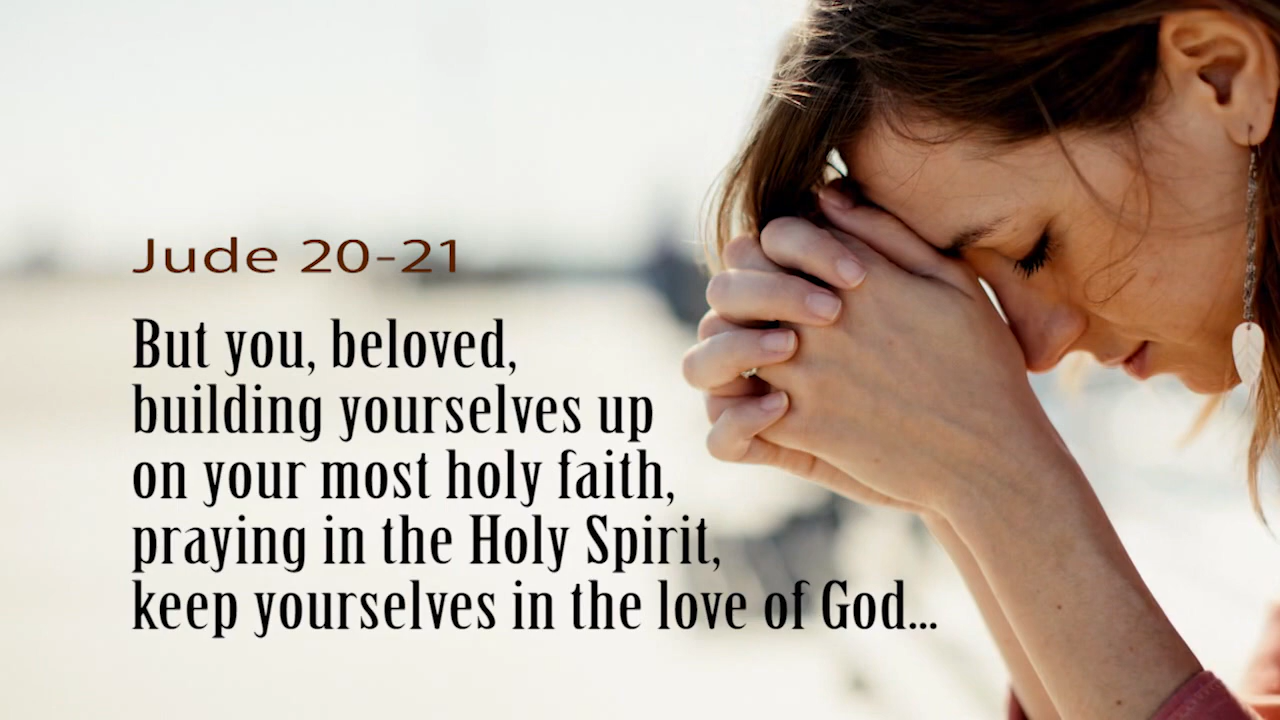 Jude 20-21
But you, beloved,
building yourselves up
on your most holy faith,
praying in the Holy Spirit,
keep yourselves in the love of God...